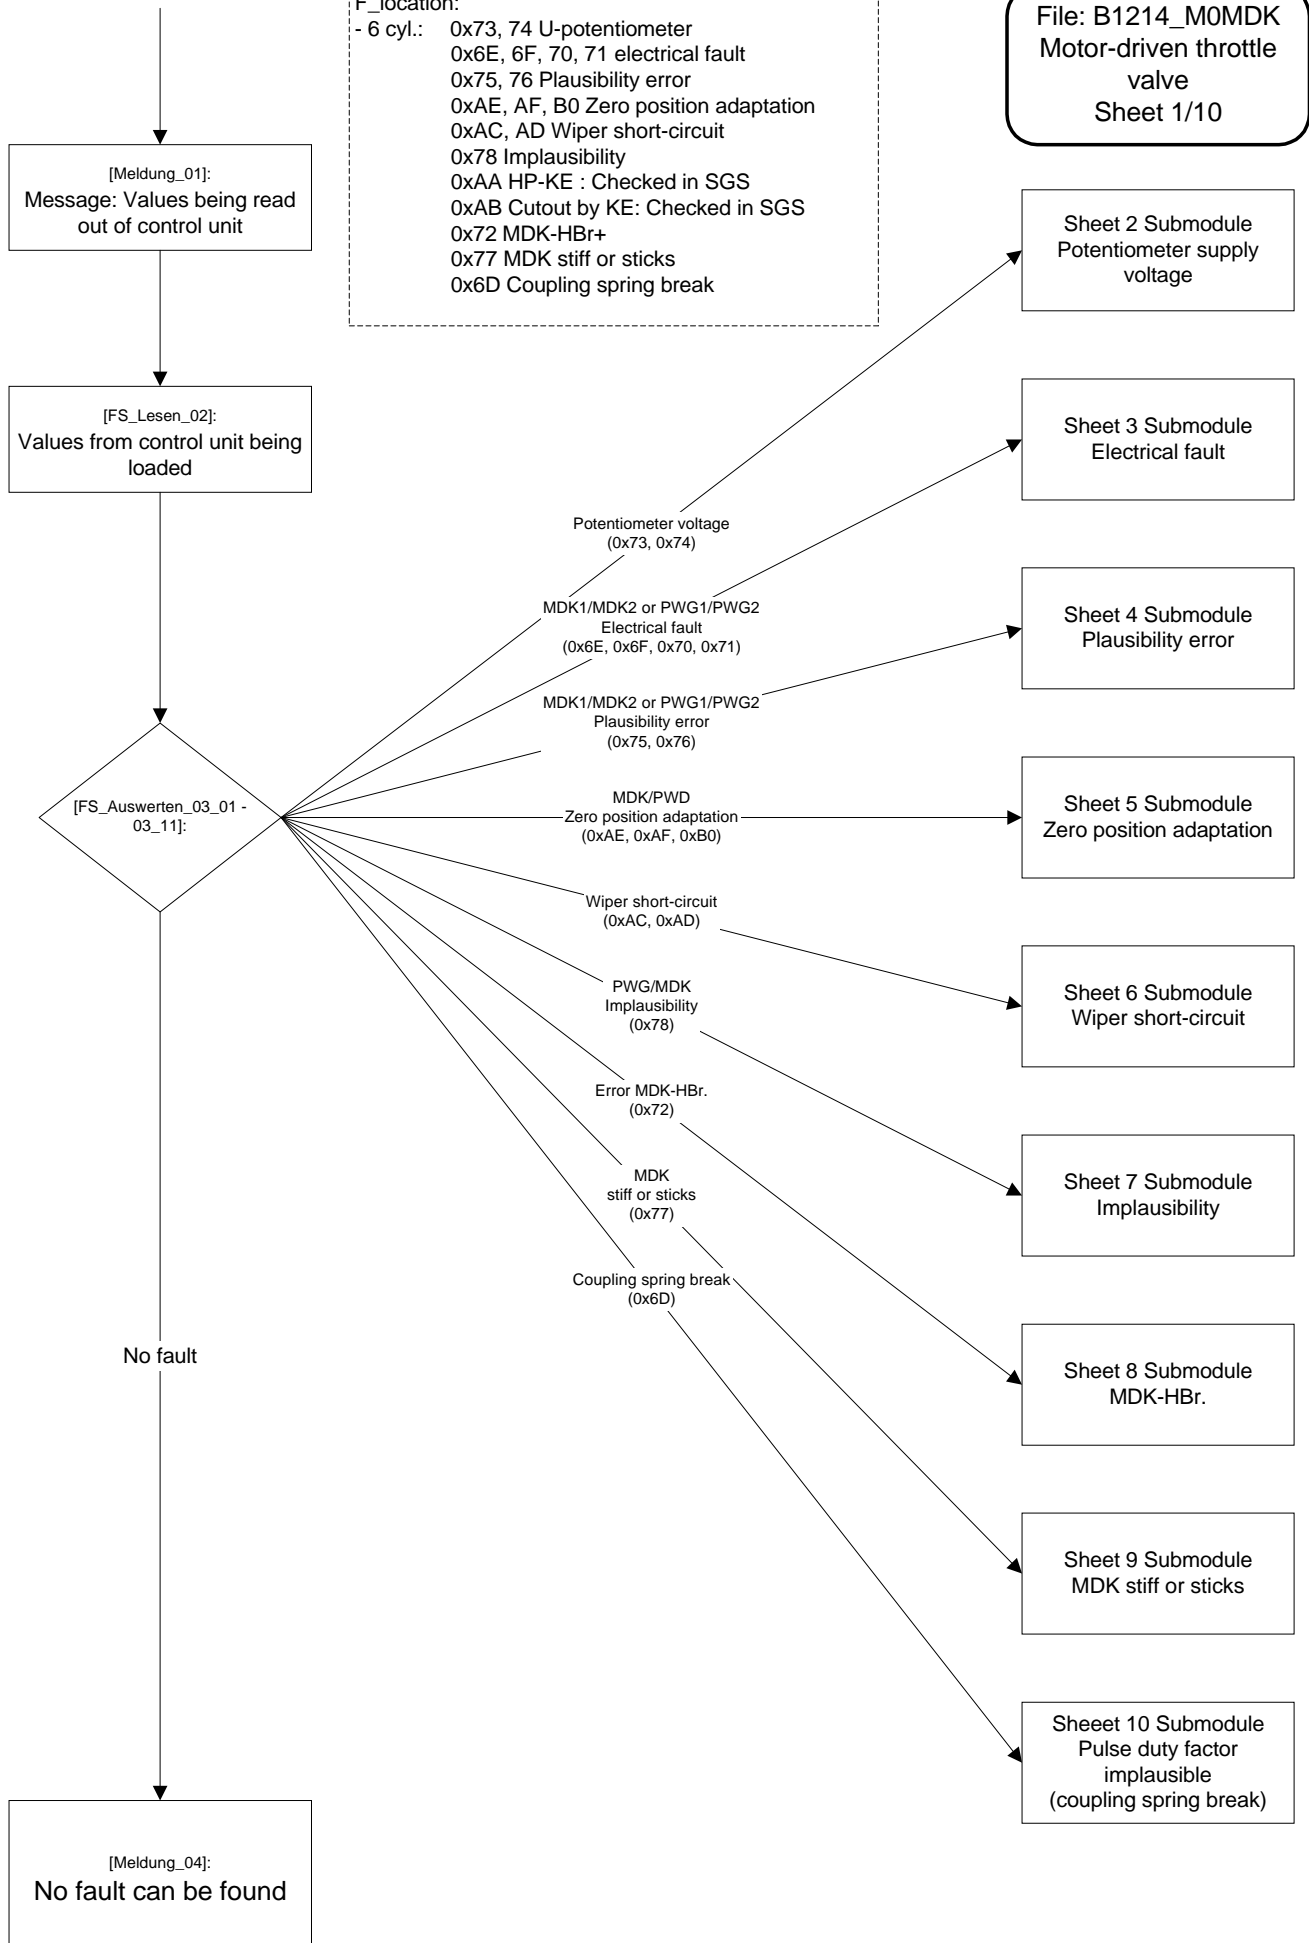 F_location:
- 6 cyl.: 0x73, 74 U-potentiometer
0x6E, 6F, 70, 71 electrical fault
0x75, 76 Plausibility error
0xAE, AF, B0 Zero position adaptation
0xAC, AD Wiper short-circuit
0x78 Implausibility
0xAA HP-KE : Checked in SGS
0xAB Cutout by KE: Checked in SGS
0x72 MDK-HBr+
0x77 MDK stiff or sticks
0x6D Coupling spring break
File: B1214_M0MDK
Motor-driven throttle
valve
Sheet 1/10
[Meldung_01]:
Message: Values being read
out of control unit
[FS_Lesen_02]:
Values from control unit being
loaded
[FS_Auswerten_03_01 -
03_11]:
Potentiometer voltage
(0x73, 0x74)
MDK1/MDK2 or PWG1/PWG2
Electrical fault
(0x6E, 0x6F, 0x70, 0x71)
MDK1/MDK2 or PWG1/PWG2
Plausibility error
(0x75, 0x76)
MDK/PWD
Zero position adaptation
(0xAE, 0xAF, 0xB0)
Wiper short-circuit
(0xAC, 0xAD)
PWG/MDK
Implausibility
(0x78)
Error MDK-HBr.
(0x72)
MDK
stiff or sticks
(0x77)
Coupling spring break
(0x6D)
Sheet 2 Submodule
Potentiometer supply
voltage
Sheet 3 Submodule
Electrical fault
Sheet 4 Submodule
Plausibility error
Sheet 5 Submodule
Zero position adaptation
Sheet 6 Submodule
Wiper short-circuit
Sheet 7 Submodule
Implausibility
Sheet 8 Submodule
MDK-HBr.
Sheet 9 Submodule
MDK stiff or sticks
Sheeet 10 Submodule
Pulse duty factor
implausible
(coupling spring break)
No fault
[Meldung_04]:
No fault can be found